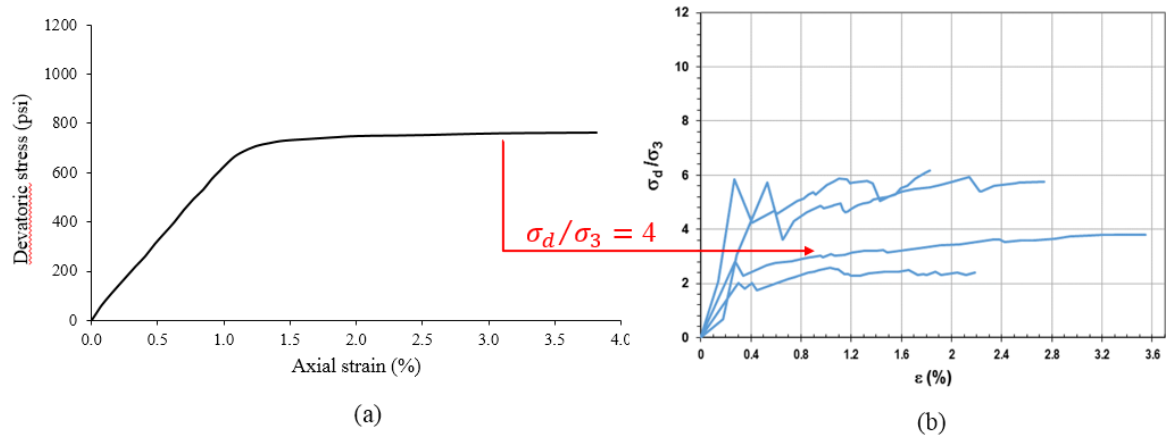 1200
1000
800
600
400
200
0
Devatoric stress (psi)
0.0 0.5 1.0 1.5 2.0 2.5 3.0 3.5 4.0
Axial strain (%)
(a)
σ_d/σ_3 = 4
12
10
8
6
4
2
0
σd/σ3
0 0.4 0.8 1.2 1.6 2 2.4 2.8 3.2 3.6
ε (%)
(b)